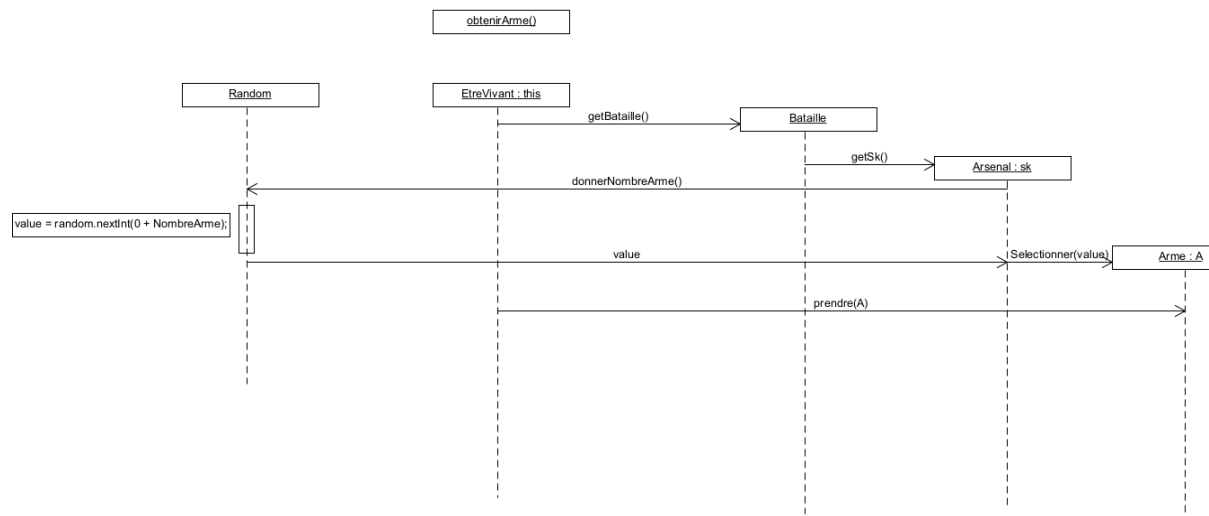 obtenirArme()
Random
EtreVivant : this
getBataille()
Bataille
getSk()
Arsenal : sk
donnerNombreArme()
value = random.nextInt(0 + NombreArme);
value
Selectionner(value)
Arme : A
prendre(A)